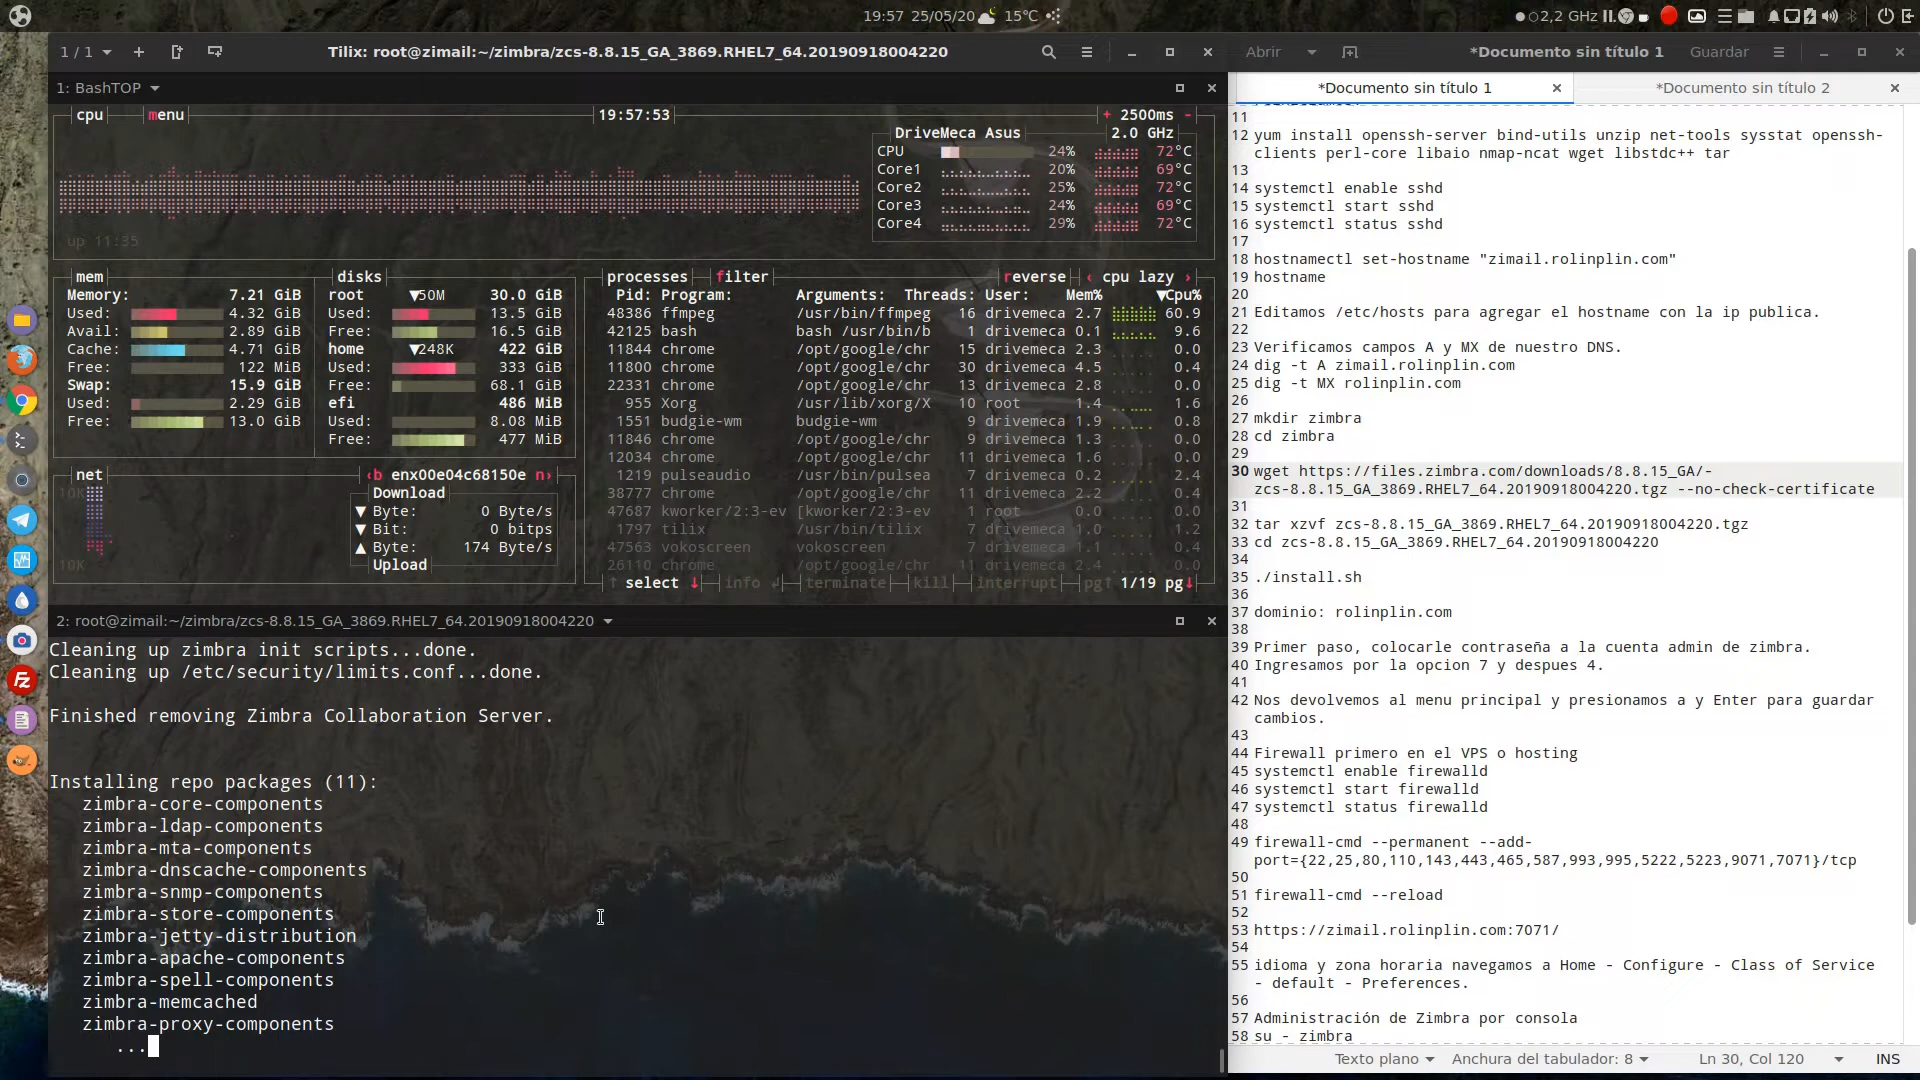 19:57 25/05/20 15°C
2,2 GHz
1 / 1
Tilix: root@zimail:~/zimbra/zcs-8.8.15_GA_3869.RHEL7_64.20190918004220
1: BashTOP
cpu menu 19:57:53 + 2500ms -
DriveMeca Asus 2.0 GHz
CPU 24% 72°C
Core1 20% 69°C
Core2 25% 72°C
Core3 24% 69°C
Core4 29% 72°C
up 11:35
mem
Memory: 7.21 GiB
Used: 4.32 GiB
Avail: 2.89 GiB
Cache: 4.71 GiB
Free: 122 MiB
Swap: 15.9 GiB
Used: 2.29 GiB
Free: 13.0 GiB
disks
root ▼50M 30.0 GiB
Used: 13.5 GiB
Free: 16.5 GiB
home ▼248K 422 GiB
Used: 333 GiB
Free: 68.1 GiB
efi 486 MiB
Used: 8.08 MiB
Free: 477 MiB
net ‹b enx00e04c68150e n›
10K
10K
Download
▼ Byte: 0 Byte/s
▼ Bit: 0 bitps
▲ Byte: 174 Byte/s
Upload
processes filter reverse ‹ cpu lazy ›
Pid: Program: Arguments: Threads: User: Mem% ▼Cpu%
48386 ffmpeg /usr/bin/ffmpeg 16 drivemeca 2.7 60.9
42125 bash bash /usr/bin/b 1 drivemeca 0.1 9.6
11844 chrome /opt/google/chr 15 drivemeca 2.3 0.0
11800 chrome /opt/google/chr 30 drivemeca 4.5 0.4
22331 chrome /opt/google/chr 13 drivemeca 2.8 0.0
955 Xorg /usr/lib/xorg/X 10 root 1.4 1.6
1551 budgie-wm budgie-wm 9 drivemeca 1.9 0.8
11846 chrome /opt/google/chr 9 drivemeca 1.3 0.0
12034 chrome /opt/google/chr 11 drivemeca 1.6 0.0
1219 pulseaudio /usr/bin/pulsea 7 drivemeca 0.2 2.4
38777 chrome /opt/google/chr 11 drivemeca 2.2 0.4
47687 kworker/2:3-ev [kworker/2:3-ev 1 root 0.0 0.0
1797 tilix /usr/bin/tilix 7 drivemeca 1.0 1.2
47563 vokoscreen vokoscreen 7 drivemeca 1.1 0.4
26110 chrome /opt/google/chr 11 drivemeca 2.4 0.0
↑ select ↓ info ↲ terminate kill interrupt pg↑ 1/19 pg↓
2: root@zimail:~/zimbra/zcs-8.8.15_GA_3869.RHEL7_64.20190918004220
Cleaning up zimbra init scripts...done.
Cleaning up /etc/security/limits.conf...done.
Finished removing Zimbra Collaboration Server.
Installing repo packages (11):
zimbra-core-components
zimbra-ldap-components
zimbra-mta-components
zimbra-dnscache-components
zimbra-snmp-components
zimbra-store-components
zimbra-jetty-distribution
zimbra-apache-components
zimbra-spell-components
zimbra-memcached
zimbra-proxy-components
...
Abrir *Documento sin título 1 Guardar
*Documento sin título 1 *Documento sin título 2
11
12 yum install openssh-server bind-utils unzip net-tools sysstat openssh-
clients perl-core libaio nmap-ncat wget libstdc++ tar
13
14 systemctl enable sshd
15 systemctl start sshd
16 systemctl status sshd
17
18 hostnamectl set-hostname "zimail.rolinplin.com"
19 hostname
20
21 Editamos /etc/hosts para agregar el hostname con la ip publica.
22
23 Verificamos campos A y MX de nuestro DNS.
24 dig -t A zimail.rolinplin.com
25 dig -t MX rolinplin.com
26
27 mkdir zimbra
28 cd zimbra
29
30 wget https://files.zimbra.com/downloads/8.8.15_GA/-
zcs-8.8.15_GA_3869.RHEL7_64.20190918004220.tgz --no-check-certificate
31
32 tar xzvf zcs-8.8.15_GA_3869.RHEL7_64.20190918004220.tgz
33 cd zcs-8.8.15_GA_3869.RHEL7_64.20190918004220
34
35 ./install.sh
36
37 dominio: rolinplin.com
38
39 Primer paso, colocarle contraseña a la cuenta admin de zimbra.
40 Ingresamos por la opcion 7 y despues 4.
41
42 Nos devolvemos al menu principal y presionamos a y Enter para guardar
cambios.
43
44 Firewall primero en el VPS o hosting
45 systemctl enable firewalld
46 systemctl start firewalld
47 systemctl status firewalld
48
49 firewall-cmd --permanent --add-
port={22,25,80,110,143,443,465,587,993,995,5222,5223,9071,7071}/tcp
50
51 firewall-cmd --reload
52
53 https://zimail.rolinplin.com:7071/
54
55 idioma y zona horaria navegamos a Home - Configure - Class of Service
- default - Preferences.
56
57 Administración de Zimbra por consola
58 su - zimbra
Texto plano Anchura del tabulador: 8 Ln 30, Col 120 INS